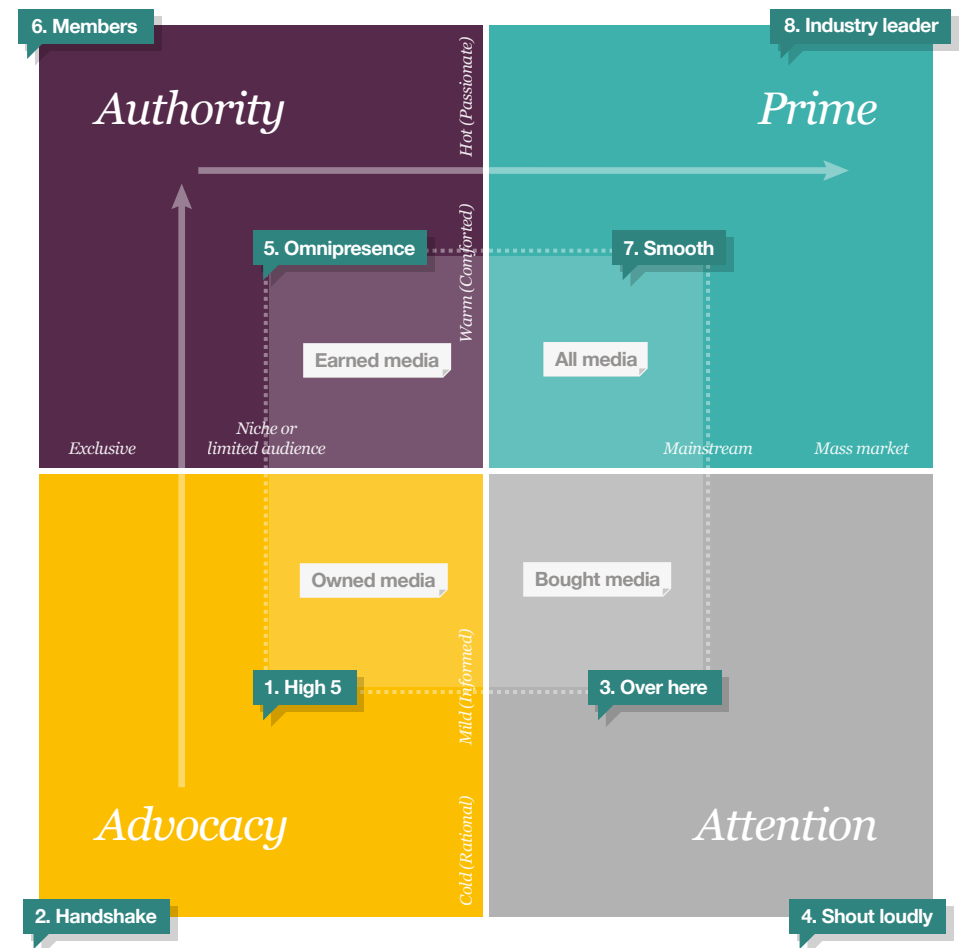 6. Members
8. Industry leader
Authority
Prime
Hot (Passionate)
Warm (Comforted)
5. Omnipresence
7. Smooth
Earned media
All media
Exclusive
Niche or
limited audience
Mainstream
Mass market
Owned media
Bought media
Mild (Informed)
1. High 5
3. Over here
Cold (Rational)
Advocacy
Attention
2. Handshake
4. Shout loudly